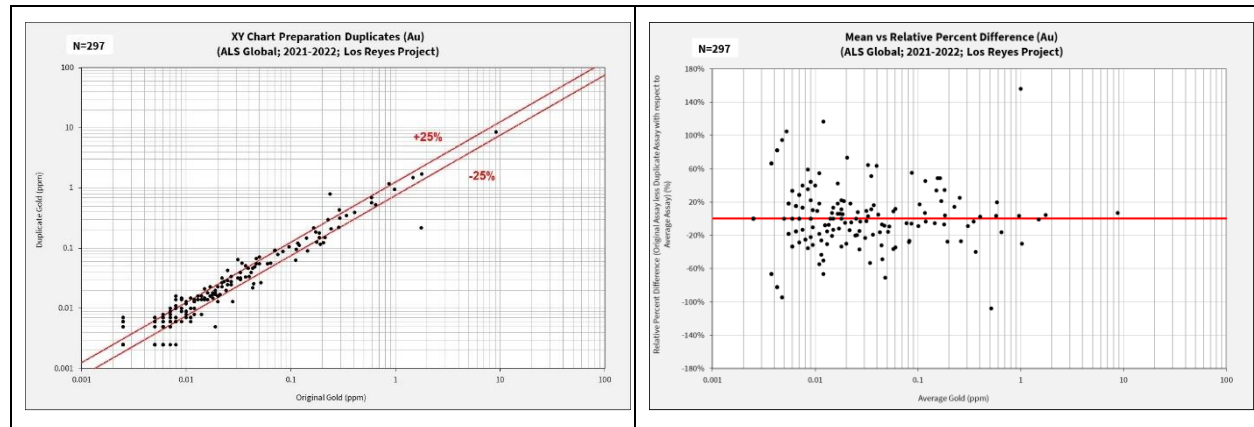 XY Chart Preparation Duplicates (Au)
(ALS Global; 2021-2022; Los Reyes Project)
N=297
100
10
1
0.1
0.01
0.001
+25%
-25%
Duplicate Gold (ppm)
0.001
0.01
0.1
1
10
100
Original Gold (ppm)
Mean vs Relative Percent Difference (Au)
(ALS Global; 2021-2022; Los Reyes Project)
N=297
Relative Percent Difference (Original Assay less Duplicate Assay with respect to
Average Assay) (%)
180%
140%
100%
60%
20%
-20%
-60%
-100%
-140%
-180%
0.001
0.01
0.1
1
10
100
Average Gold (ppm)